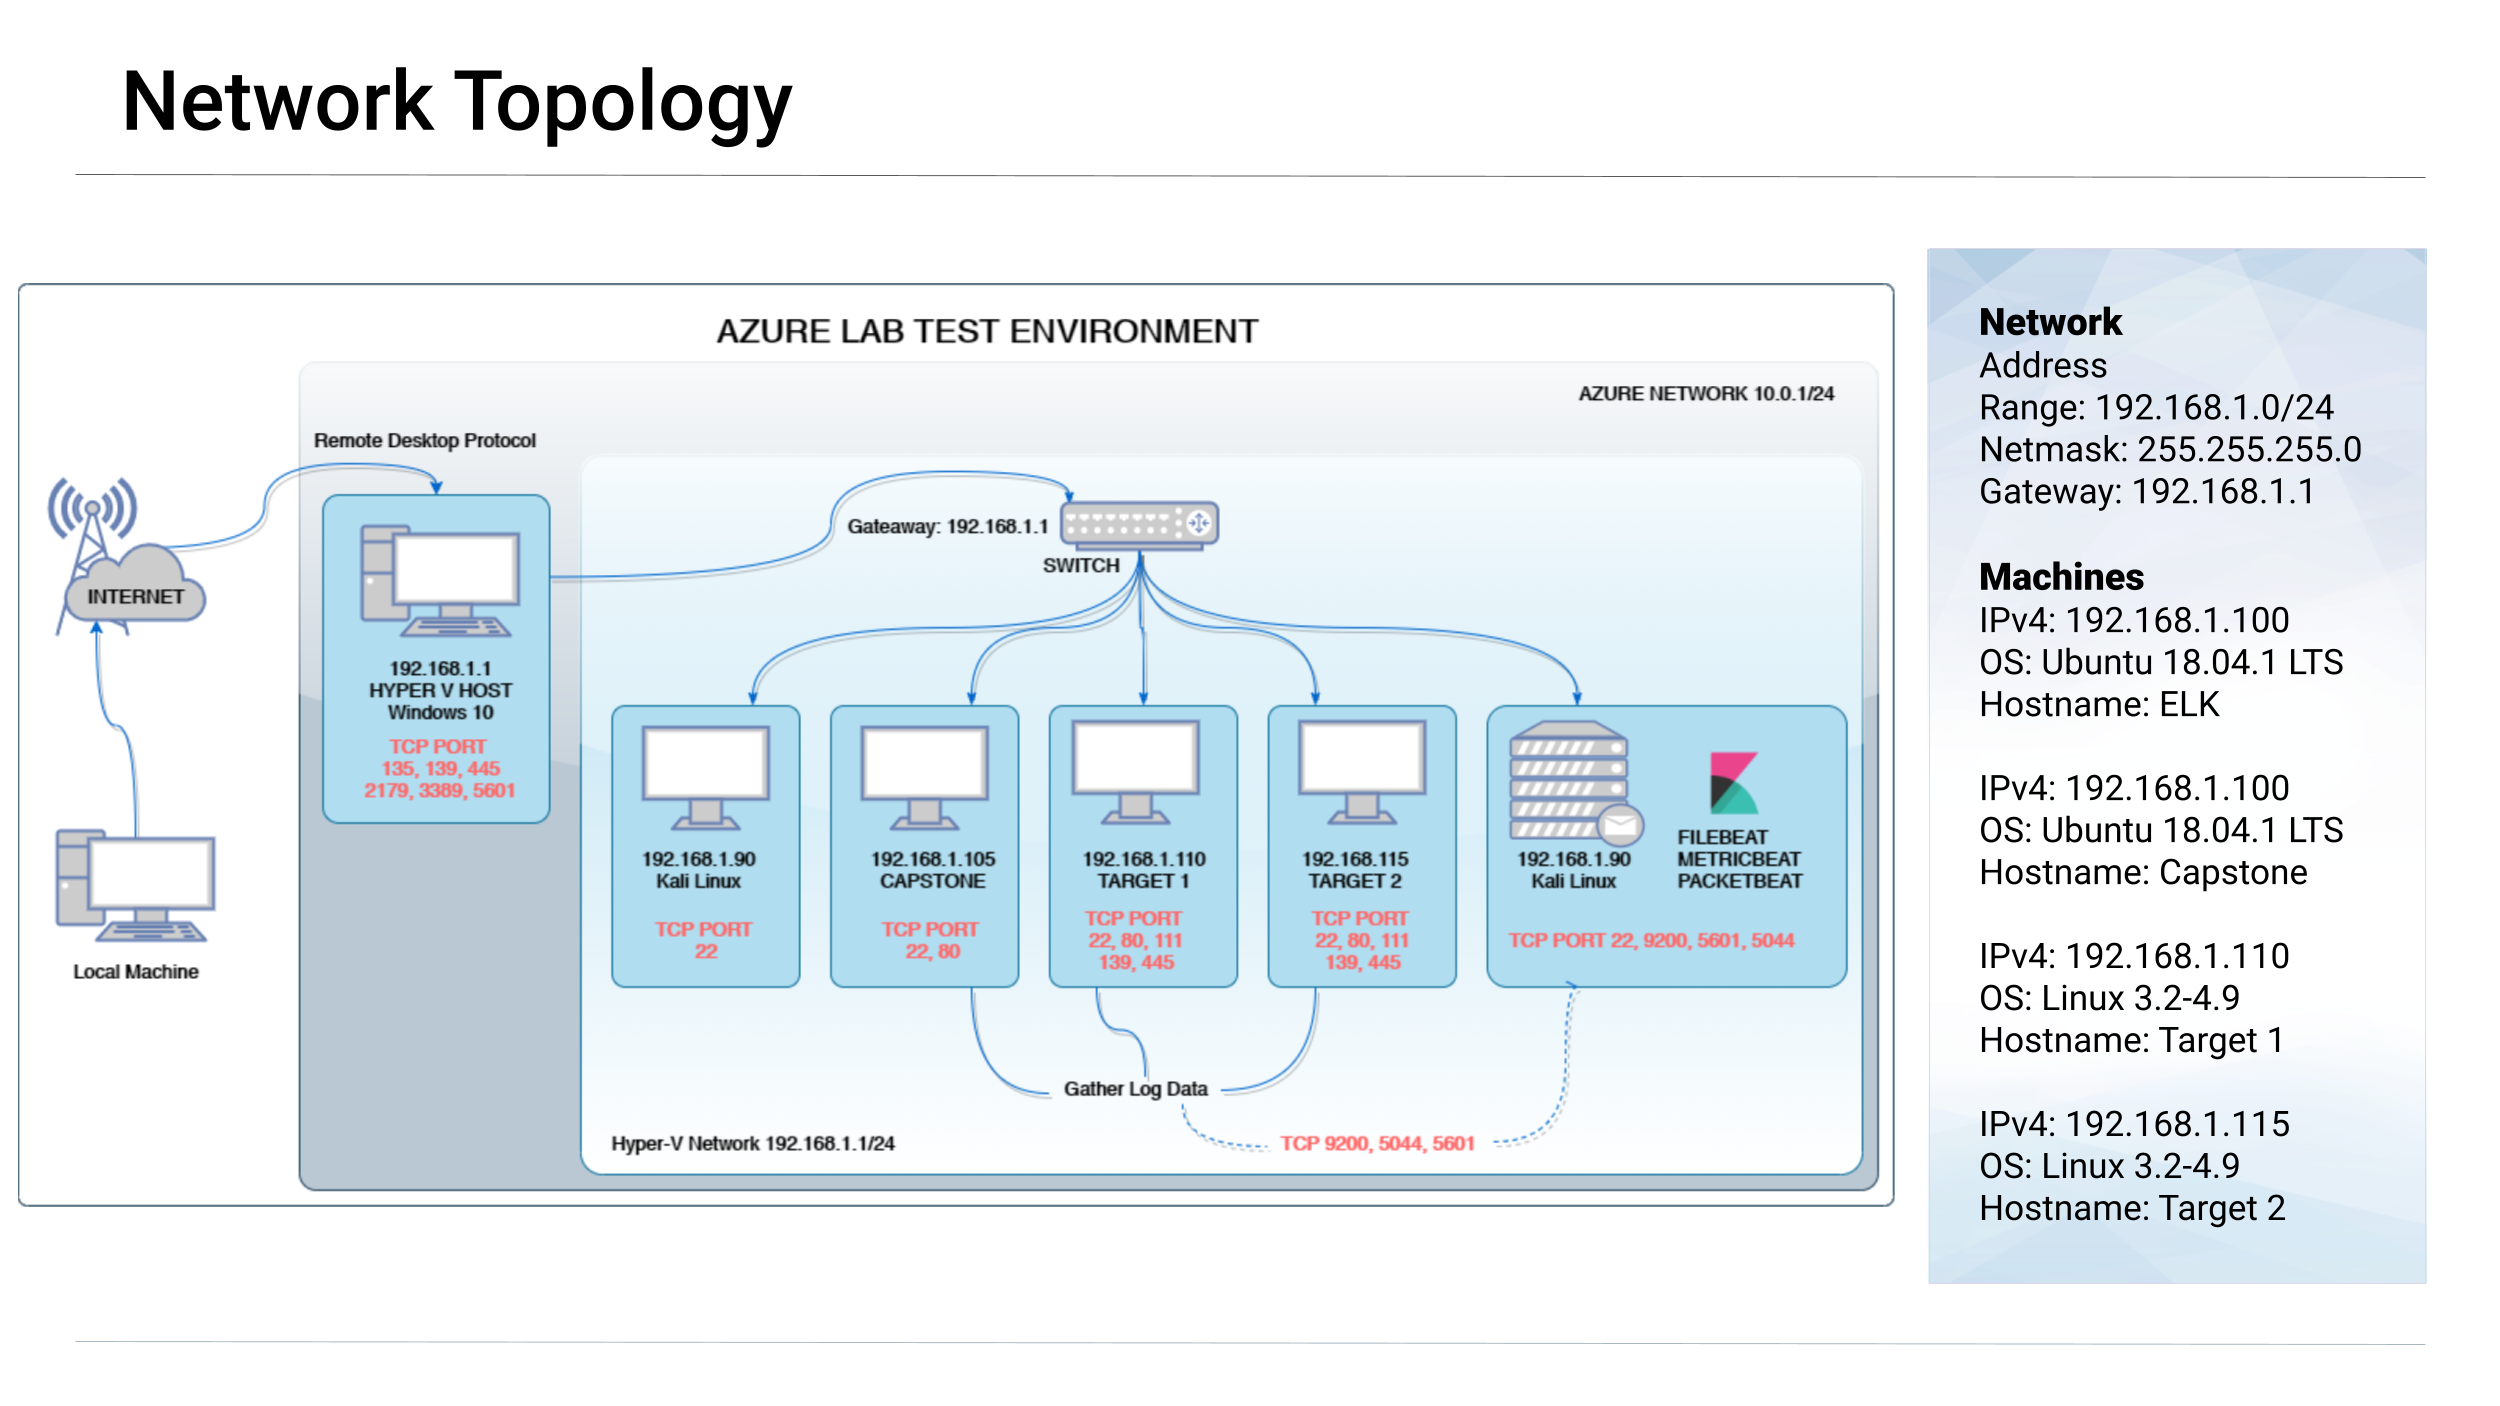 Network Topology
AZURE LAB TEST ENVIRONMENT
AZURE NETWORK 10.0.1/24
Remote Desktop Protocol
INTERNET
Local Machine
192.168.1.1
HYPER V HOST
Windows 10
TCP PORT
135, 139, 445
2179, 3389, 5601
Gateaway: 192.168.1.1
SWITCH
192.168.1.90
Kali Linux
TCP PORT
22
192.168.1.105
CAPSTONE
TCP PORT
22, 80
192.168.1.110
TARGET 1
TCP PORT
22, 80, 111
139, 445
192.168.115
TARGET 2
TCP PORT
22, 80, 111
139, 445
192.168.1.90
Kali Linux
FILEBEAT
METRICBEAT
PACKETBEAT
TCP PORT 22, 9200, 5601, 5044
Gather Log Data
Hyper-V Network 192.168.1.1/24
TCP 9200, 5044, 5601
Network
Address
Range: 192.168.1.0/24
Netmask: 255.255.255.0
Gateway: 192.168.1.1
Machines
IPv4: 192.168.1.100
OS: Ubuntu 18.04.1 LTS
Hostname: ELK
IPv4: 192.168.1.100
OS: Ubuntu 18.04.1 LTS
Hostname: Capstone
IPv4: 192.168.1.110
OS: Linux 3.2-4.9
Hostname: Target 1
IPv4: 192.168.1.115
OS: Linux 3.2-4.9
Hostname: Target 2